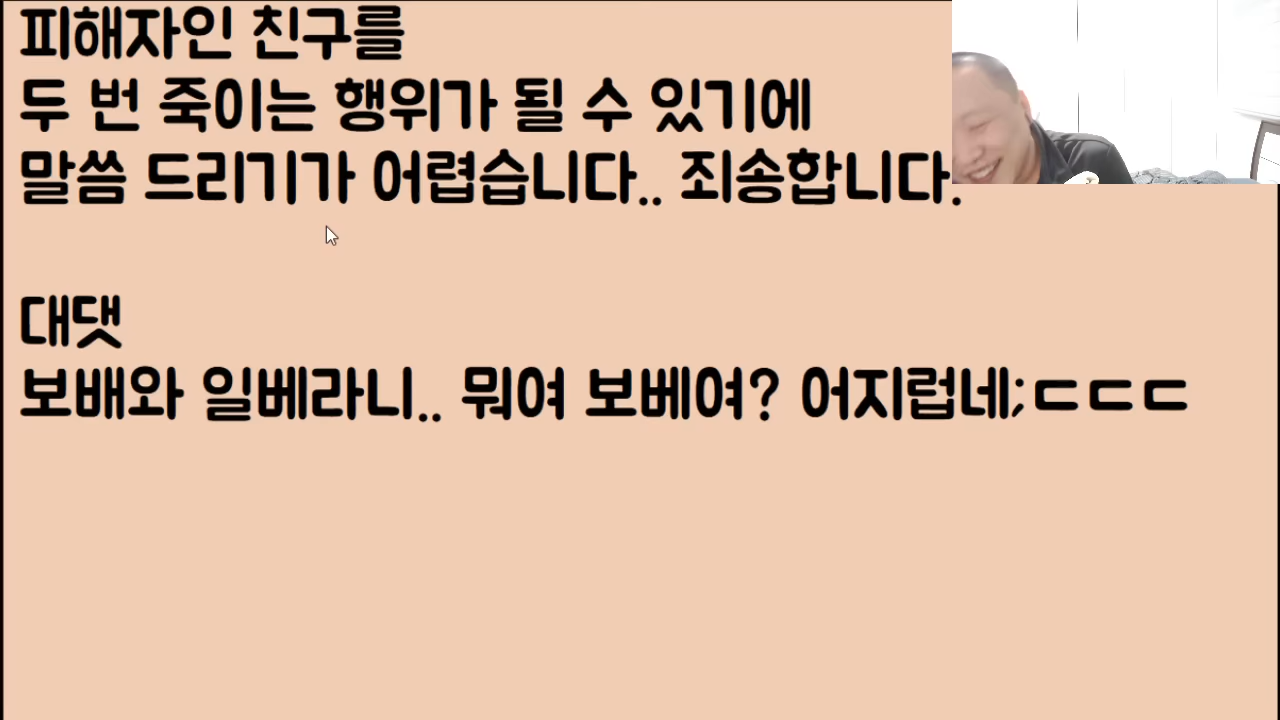 피해자인 친구를
두 번 죽이는 행위가 될 수 있기에
말씀 드리기가 어렵습니다.. 죄송합니다.
대댓
보배와 일베라니.. 뭐여 보베여? 어지럽네;ㄷㄷㄷ